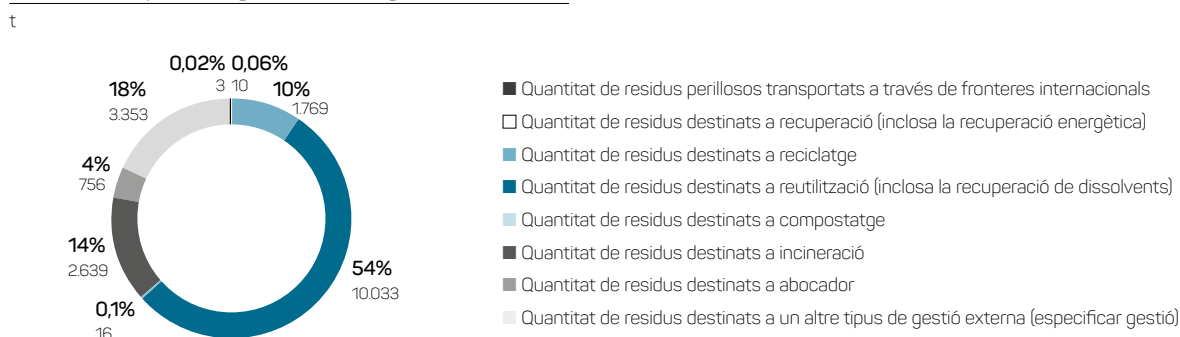 t
0,02% 0,06%
3 10
18%
3.353
10%
1.769
4%
756
14%
2.639
54%
10.033
0,1%
16
Quantitat de residus perillosos transportats a través de fronteres internacionals
Quantitat de residus destinats a recuperació (inclosa la recuperació energètica)
Quantitat de residus destinats a reciclatge
Quantitat de residus destinats a reutilització (inclosa la recuperació de dissolvents)
Quantitat de residus destinats a compostatge
Quantitat de residus destinats a incineració
Quantitat de residus destinats a abocador
Quantitat de residus destinats a un altre tipus de gestió externa (especificar gestió)